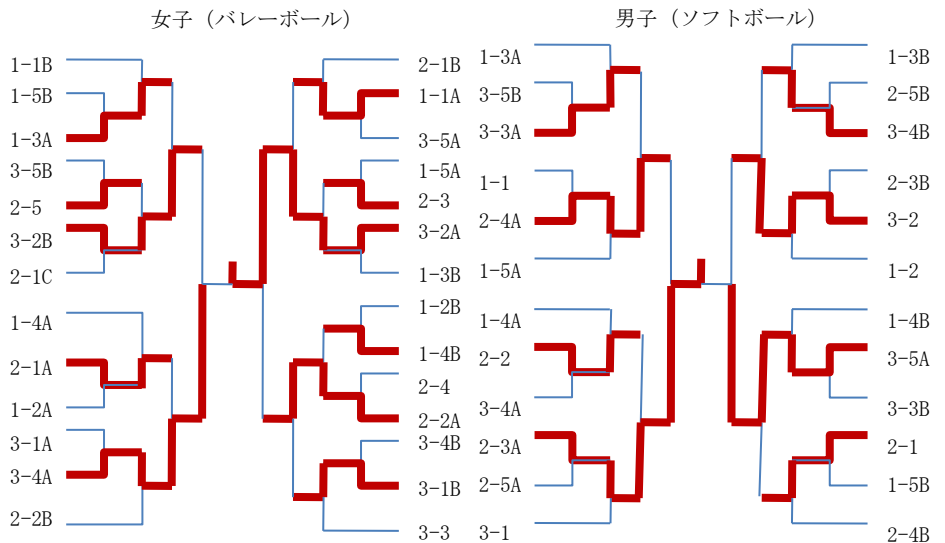 女子（バレーボール）
1-1B
1-5B
1-3A
3-5B
2-5
3-2B
2-1C
1-4A
2-1A
1-2A
3-1A
3-4A
2-2B
2-1B
1-1A
3-5A
1-5A
2-3
3-2A
1-3B
1-2B
1-4B
2-4
2-2A
3-4B
3-1B
3-3
男子（ソフトボール）
1-3A
3-5B
3-3A
1-1
2-4A
1-5A
1-4A
2-2
3-4A
2-3A
2-5A
3-1
1-3B
2-5B
3-4B
2-3B
3-2
1-2
1-4B
3-5A
3-3B
2-1
1-5B
2-4B